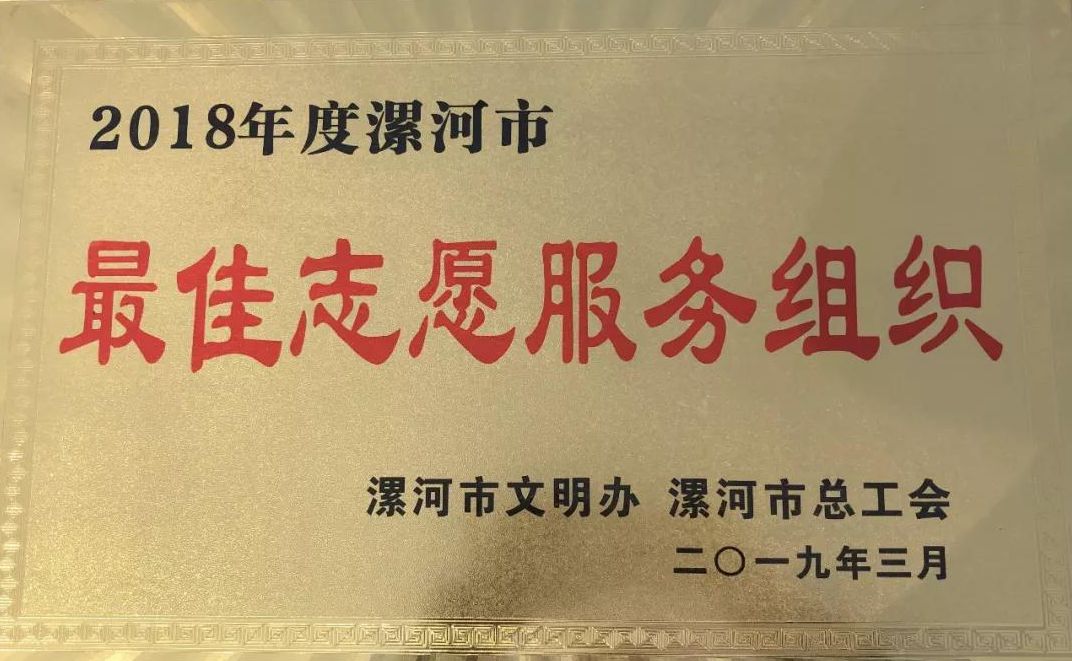 2018年度漯河市
最佳志愿服务组织
漯河市文明办 漯河市总工会
二〇一九年三月